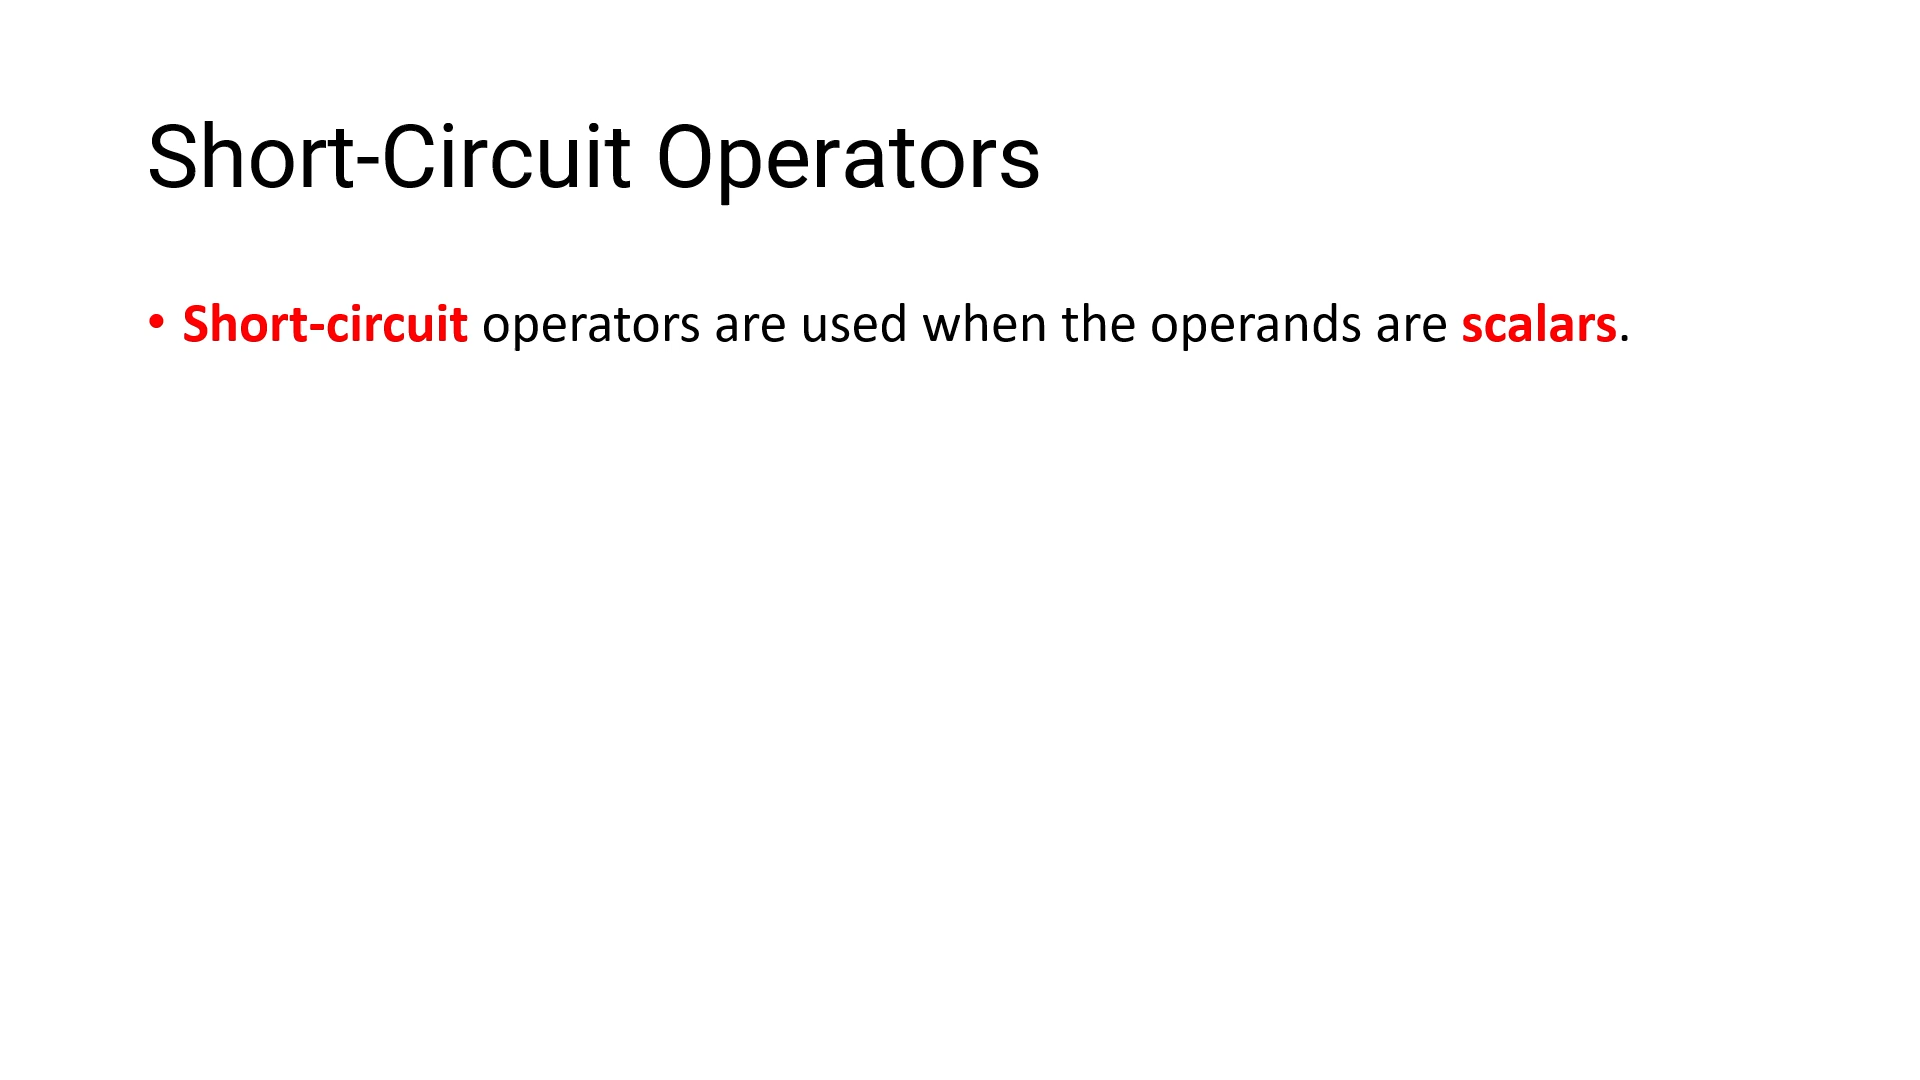 Short-Circuit Operators
• Short-circuit operators are used when the operands are scalars.